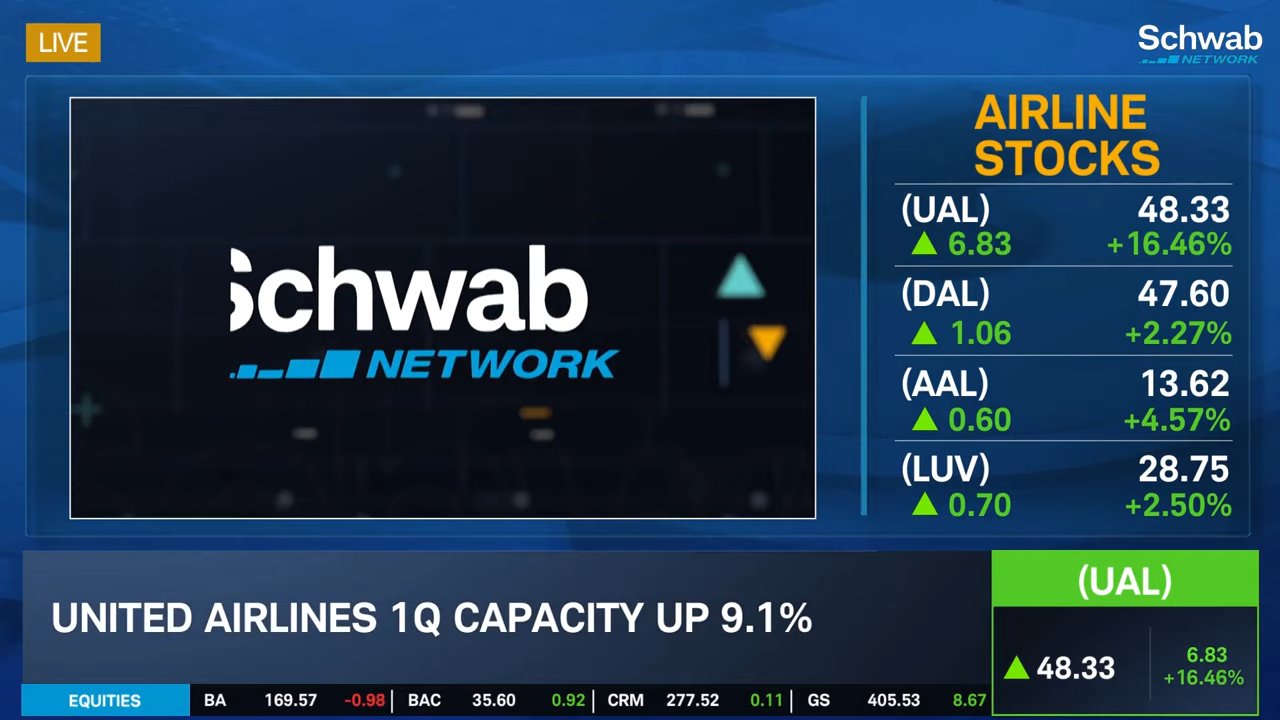 LIVE
Schwab
NETWORK
Schwab
NETWORK
AIRLINE
STOCKS
(UAL) 48.33
▲ 6.83 +16.46%
(DAL) 47.60
▲ 1.06 +2.27%
(AAL) 13.62
▲ 0.60 +4.57%
(LUV) 28.75
▲ 0.70 +2.50%
UNITED AIRLINES 1Q CAPACITY UP 9.1%
(UAL)
▲ 48.33
6.83
+16.46%
EQUITIES BA 169.57 -0.98 | BAC 35.60 0.92 | CRM 277.52 0.11 | GS 405.53 8.67